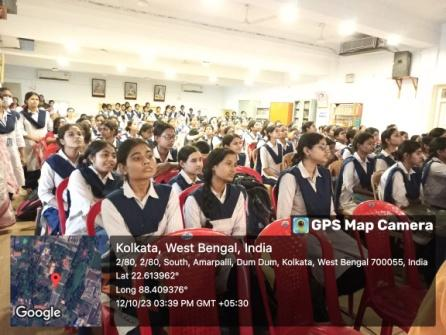 GPS Map Camera
Kolkata, West Bengal, India
2/80, 2/80, South, Amarpalli, Dum Dum, Kolkata, West Bengal 700055, India
Lat 22.613962°
Long 88.409376°
12/10/23 03:39 PM GMT +05:30
Google